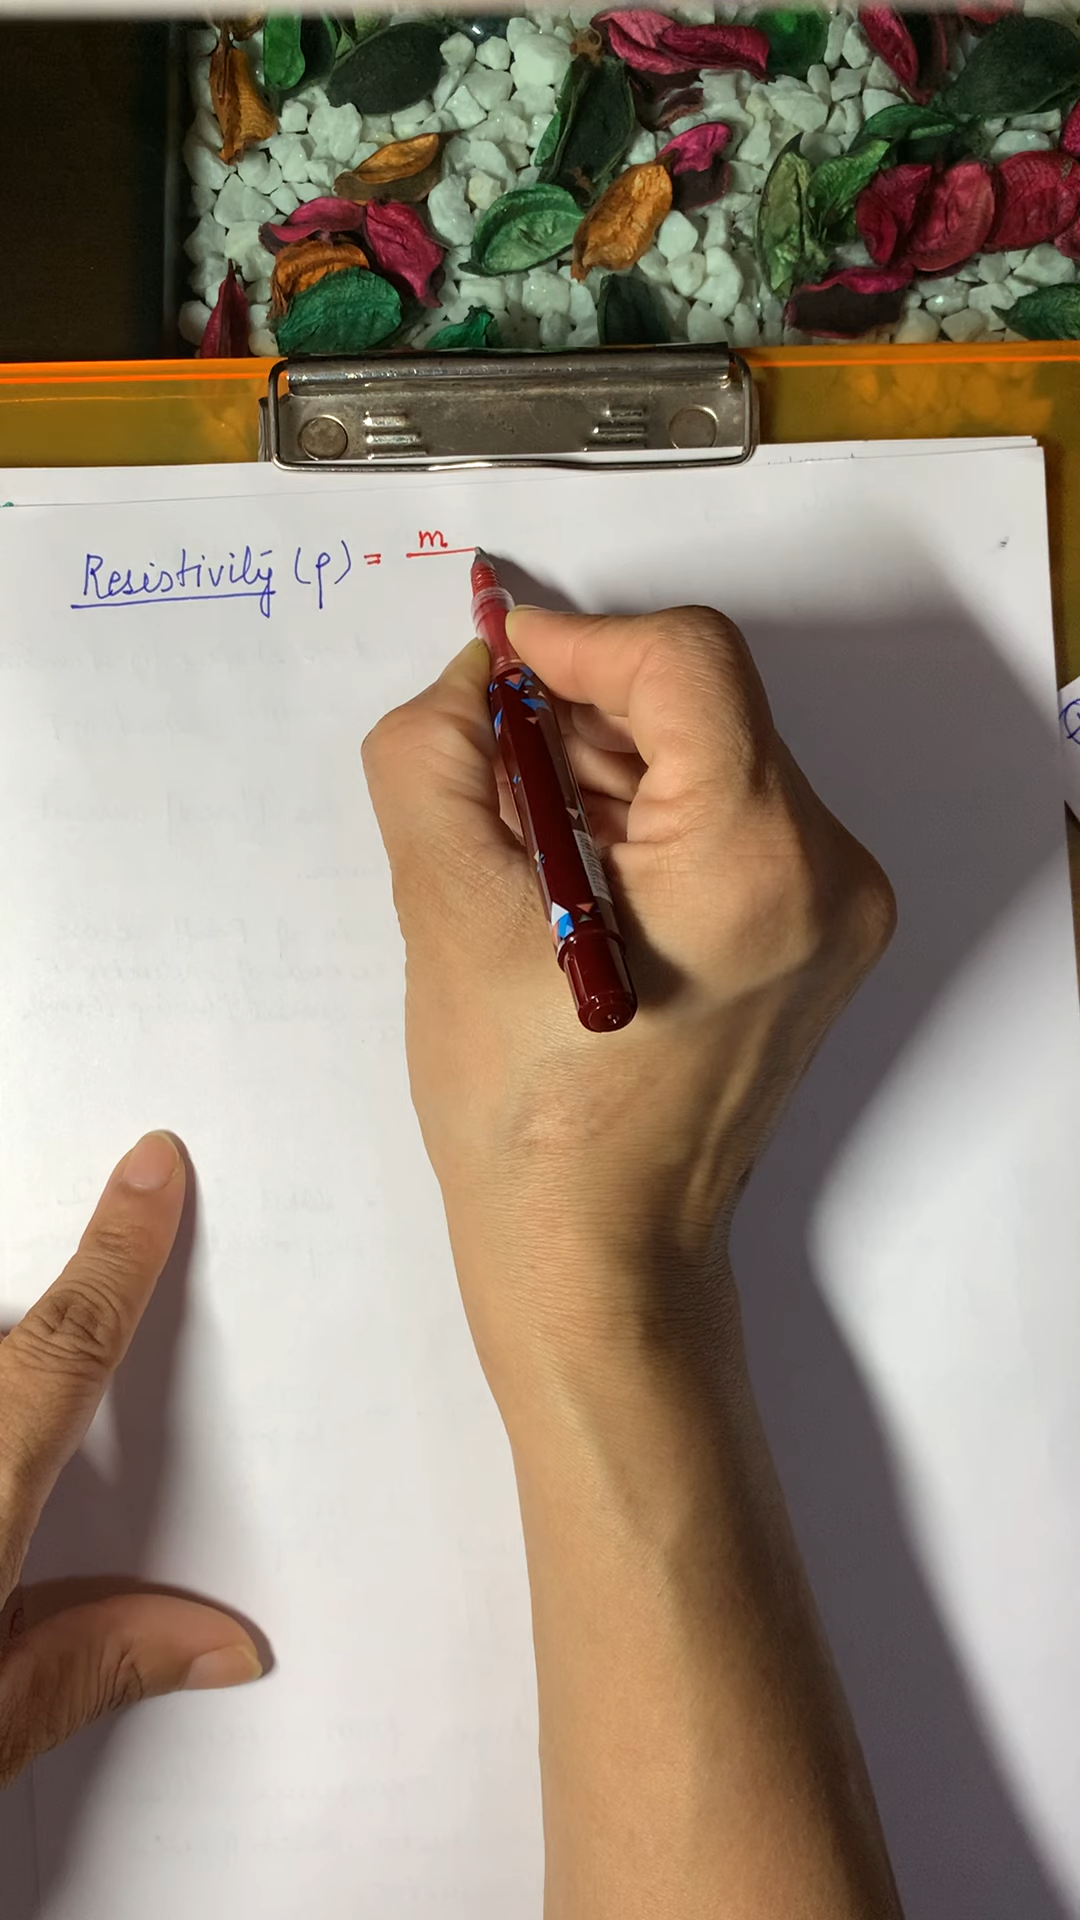 Resistivity (ρ) = m